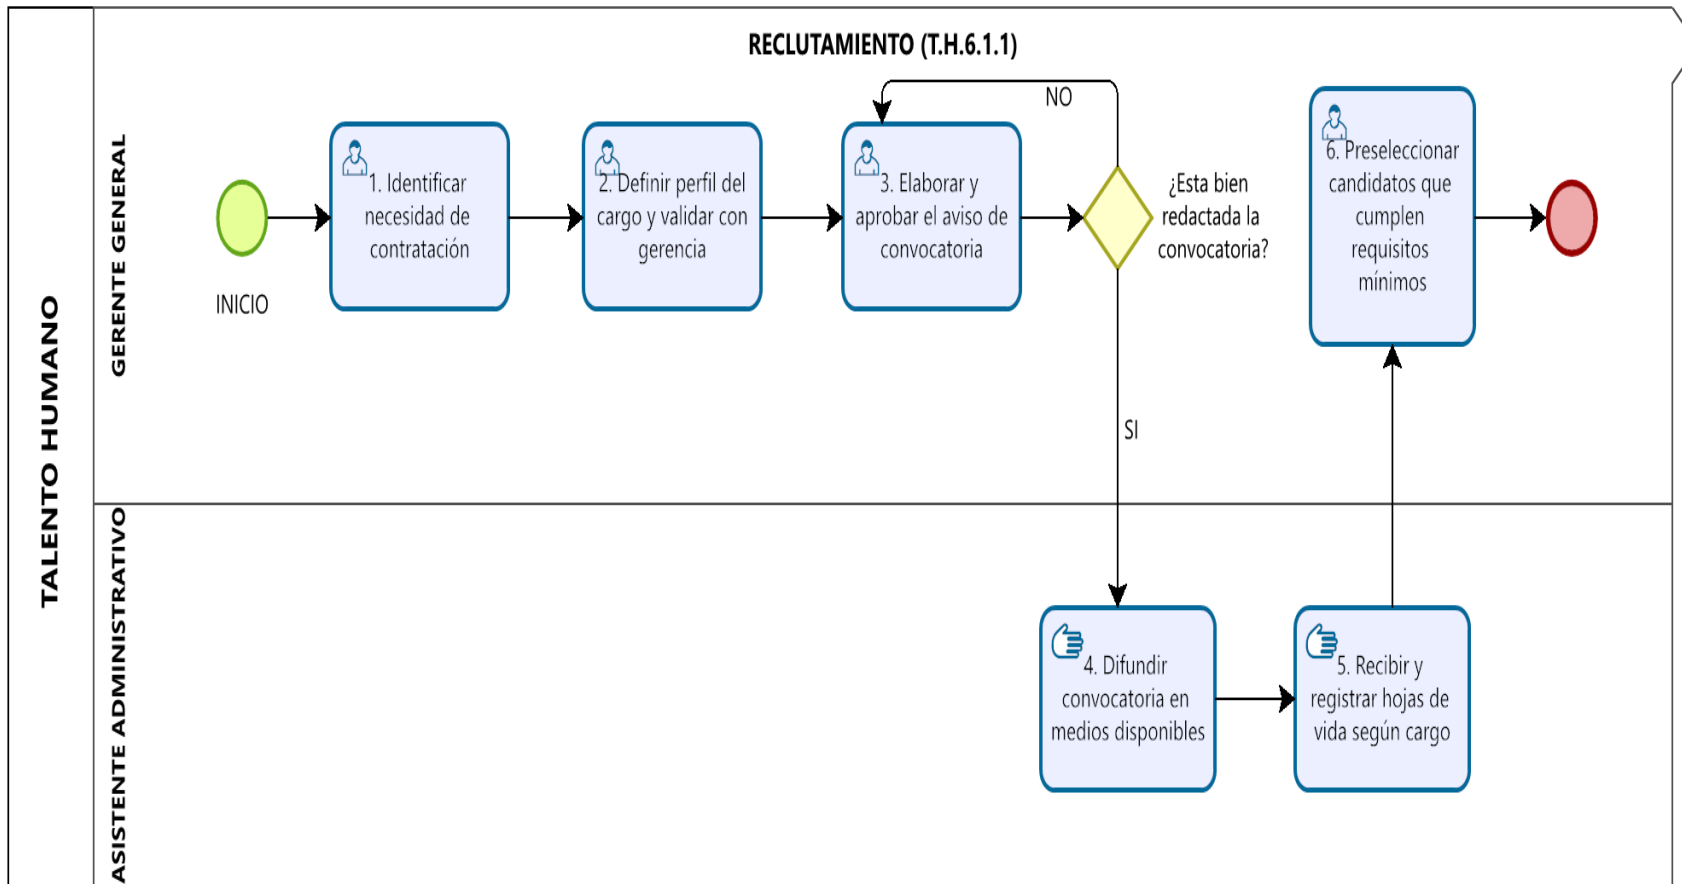 RECLUTAMIENTO (T.H.6.1.1)
TALENTO HUMANO
GERENTE GENERAL
INICIO
1. Identificar
necesidad de
contratación
2. Definir perfil del
cargo y validar con
gerencia
3. Elaborar y
aprobar el aviso de
convocatoria
NO
¿Esta bien
redactada la
convocatoria?
SI
6. Preseleccionar
candidatos que
cumplen
requisitos
mínimos
ASISTENTE ADMINISTRATIVO
4. Difundir
convocatoria en
medios disponibles
5. Recibir y
registrar hojas de
vida según cargo